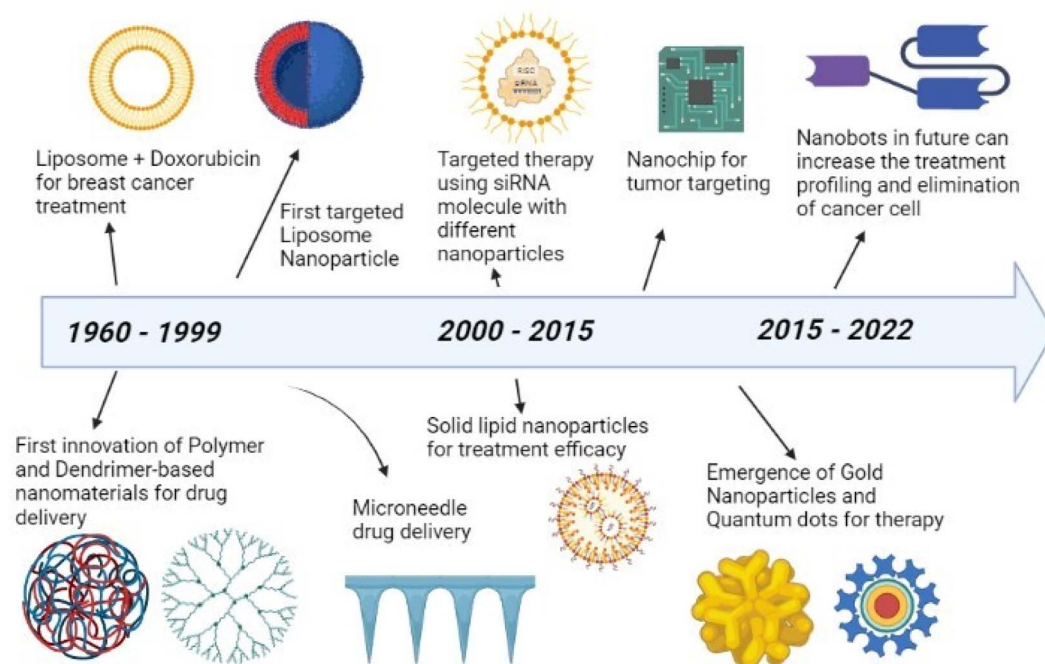 Liposome + Doxorubicin
for breast cancer
treatment
First targeted
Liposome
Nanoparticle
RISC
siRNA
Targeted therapy
using siRNA
molecule with
different
nanoparticles
Nanochip for
tumor targeting
Nanobots in future can
increase the treatment
profiling and elimination
of cancer cell
1960 - 1999
2000 - 2015
2015 - 2022
First innovation of Polymer
and Dendrimer-based
nanomaterials for drug
delivery
Microneedle
drug delivery
Solid lipid nanoparticles
for treatment efficacy
Emergence of Gold
Nanoparticles and
Quantum dots for therapy